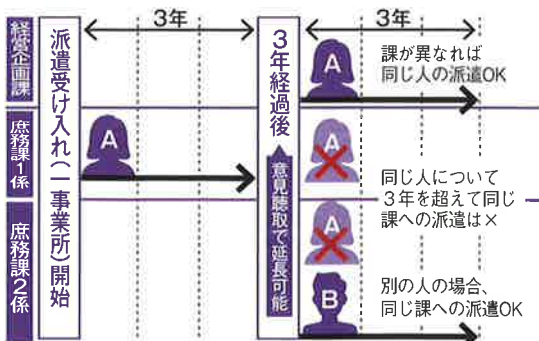 3年
3年
経営企画課
庶務課1係
庶務課2係
派遣受け入れ(一事業所)開始
3年経過後
▲意見聴取で延長可能
A
A
A
A
B
課が異なれば
同じ人の派遣OK
同じ人について
3年を超えて同じ
課への派遣は×
別の人の場合、
同じ課への派遣OK